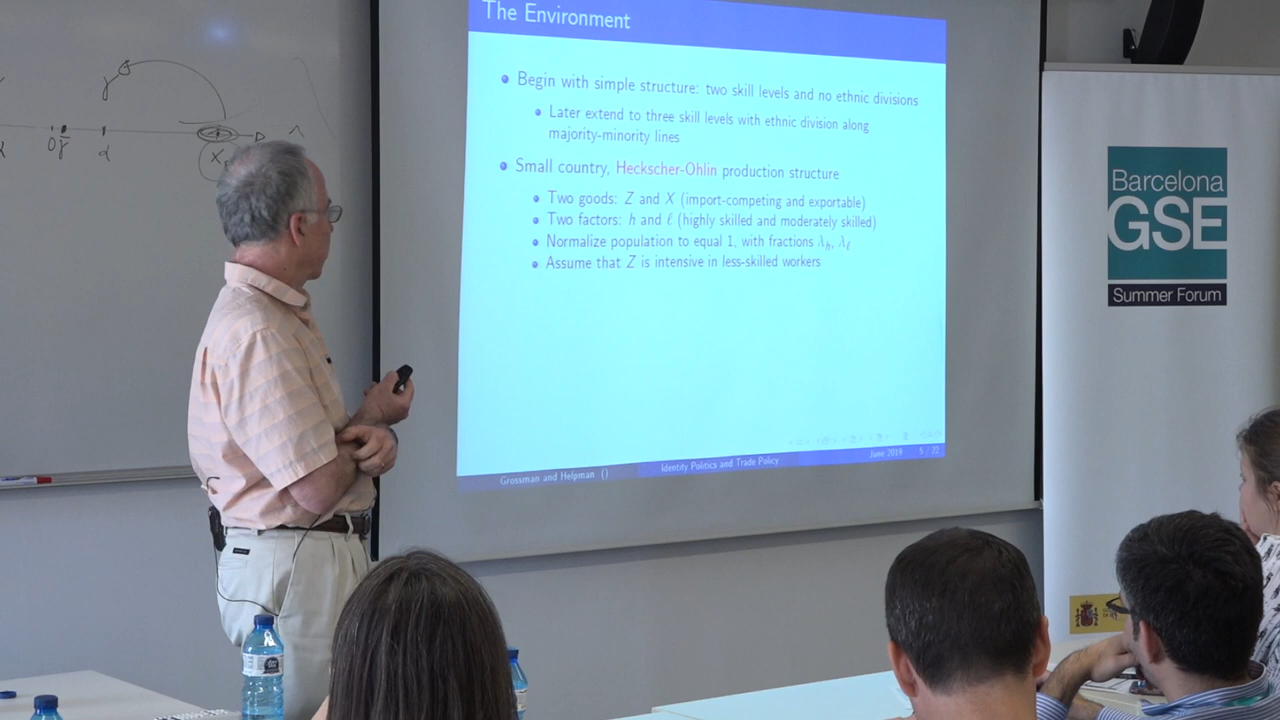 The Environment
Begin with simple structure: two skill levels and no ethnic divisions
Later extend to three skill levels with ethnic division along
majority-minority lines
Small country, Heckscher-Ohlin production structure
Two goods: Z and X (import-competing and exportable)
Two factors: h and ℓ (highly skilled and moderately skilled)
Normalize population to equal 1, with fractions λh, λℓ
Assume that Z is intensive in less-skilled workers
Grossman and Helpman () Identity Politics and Trade Policy June 2019 5 / 22
Barcelona
GSE
Summer Forum